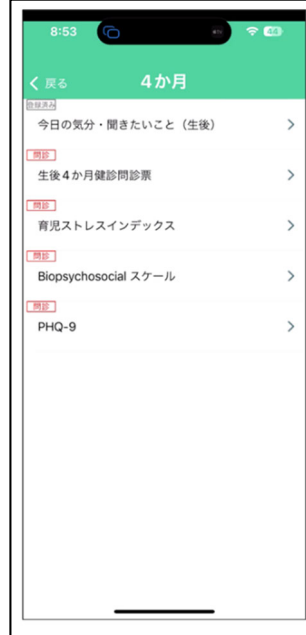 8:53
46
戻る
4か月
登録済み
今日の気分・聞きたいこと（生後）
問診
生後4か月健診問診票
問診
育児ストレスインデックス
問診
Biopsychosocial スケール
問診
PHQ-9